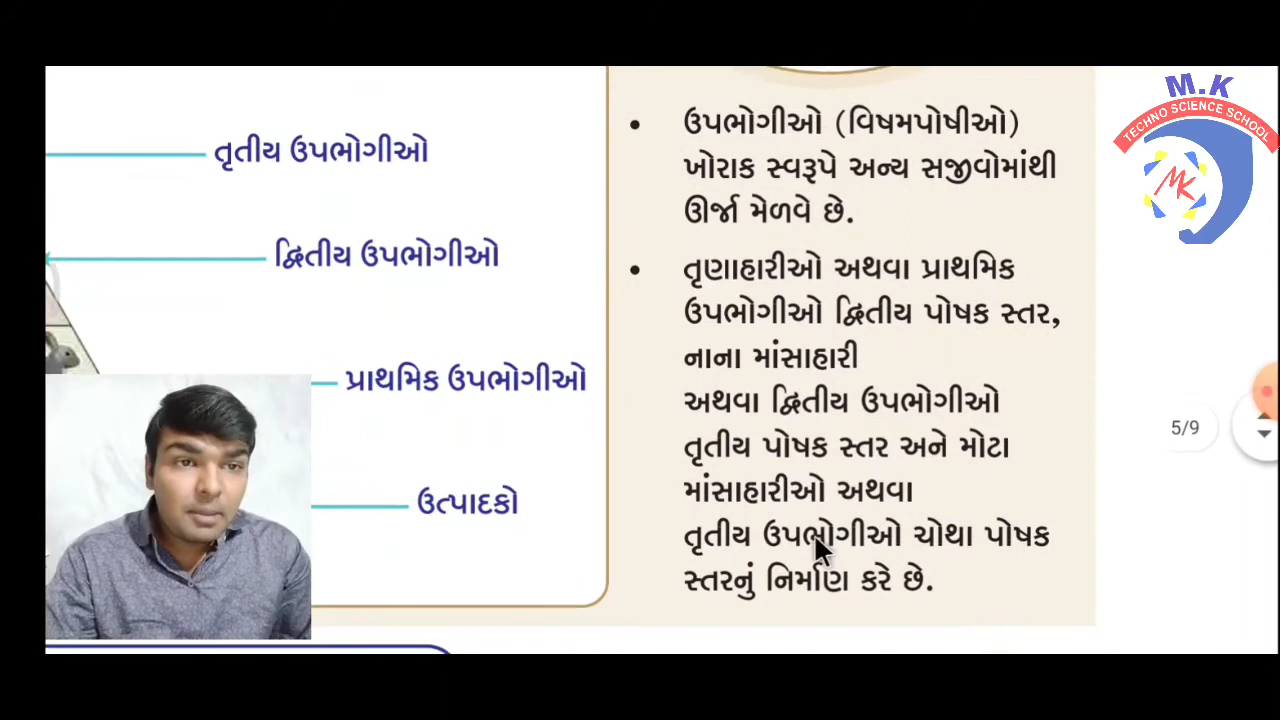 તૃતીય ઉપભોગીઓ
દ્વિતીય ઉપભોગીઓ
પ્રાથમિક ઉપભોગીઓ
ઉત્પાદકો
• ઉપભોગીઓ (વિષમપોષીઓ)
ખોરાક સ્વરૂપે અન્ય સજીવોમાંથી
ઊર્જા મેળવે છે.
• તૃણાહારીઓ અથવા પ્રાથમિક
ઉપભોગીઓ દ્વિતીય પોષક સ્તર,
નાના માંસાહારી
અથવા દ્વિતીય ઉપભોગીઓ
તૃતીય પોષક સ્તર અને મોટા
માંસાહારીઓ અથવા
તૃતીય ઉપભોગીઓ ચોથા પોષક
સ્તરનું નિર્માણ કરે છે.
M.K
TECHNO SCIENCE SCHOOL
MK
5/9